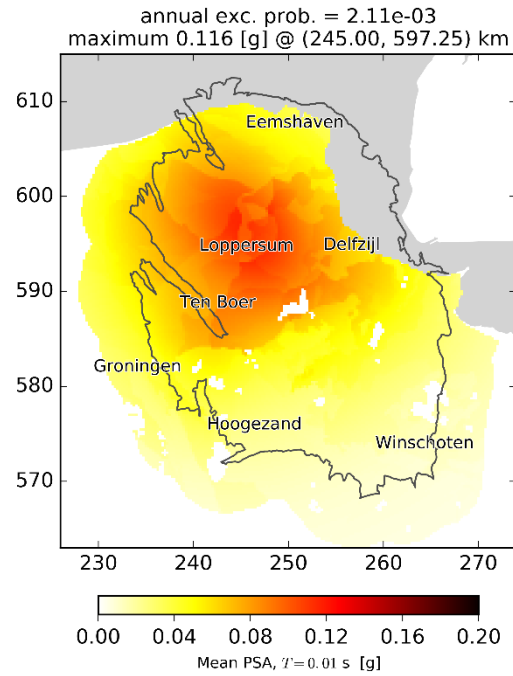 annual exc. prob. = 2.11e-03
maximum 0.116 [g] @ (245.00, 597.25) km
610
Eemshaven
600
Loppersum Delfzijl
590
Ten Boer
Groningen
580
Hoogezand
Winschoten
570
230 240 250 260 270
0.00 0.04 0.08 0.12 0.16 0.20
Mean PSA, T = 0.01 s [g]